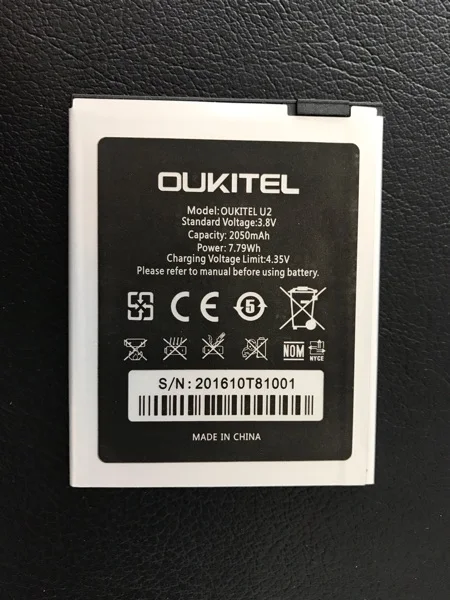 OUKITEL
Model:OUKITEL U2
Standard Voltage:3.8V
Capacity: 2050mAh
Power: 7.79Wh
Charging Voltage Limit:4.35V
Please refer to manual before using battery.
CE 5
NOM NYCE
S/N: 201610T81001
MADE IN CHINA